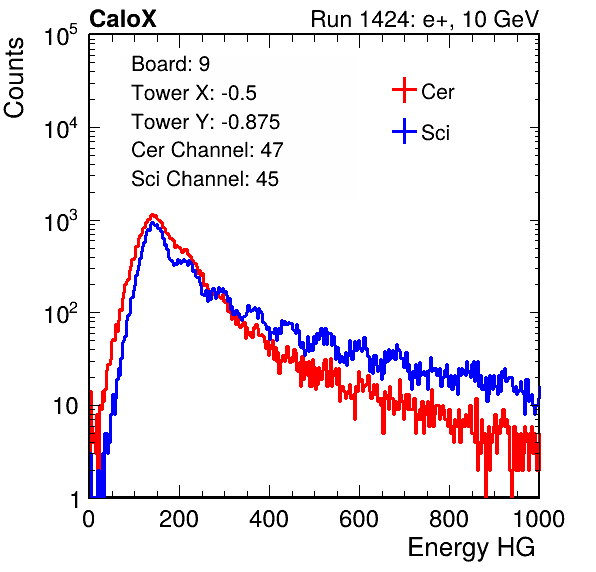 CaloX Run 1424: e+, 10 GeV
Counts
10^5
10^4
10^3
10^2
10
1
Board: 9
Tower X: -0.5
Tower Y: -0.875
Cer Channel: 47
Sci Channel: 45
Cer
Sci
0 200 400 600 800 1000
Energy HG